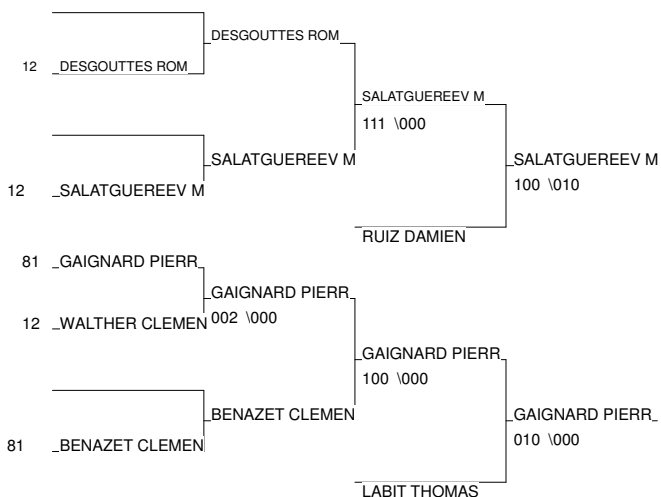 DESGOUTTES ROM
12 DESGOUTTES ROM
SALATGUEREEV M
111 \000
SALATGUEREEV M
SALATGUEREEV M
100 \010
12 SALATGUEREEV M
RUIZ DAMIEN
81 GAIGNARD PIERR
GAIGNARD PIERR
002 \000
12 WALTHER CLEMEN
GAIGNARD PIERR
100 \000
BENAZET CLEMEN
GAIGNARD PIERR
010 \000
81 BENAZET CLEMEN
LABIT THOMAS